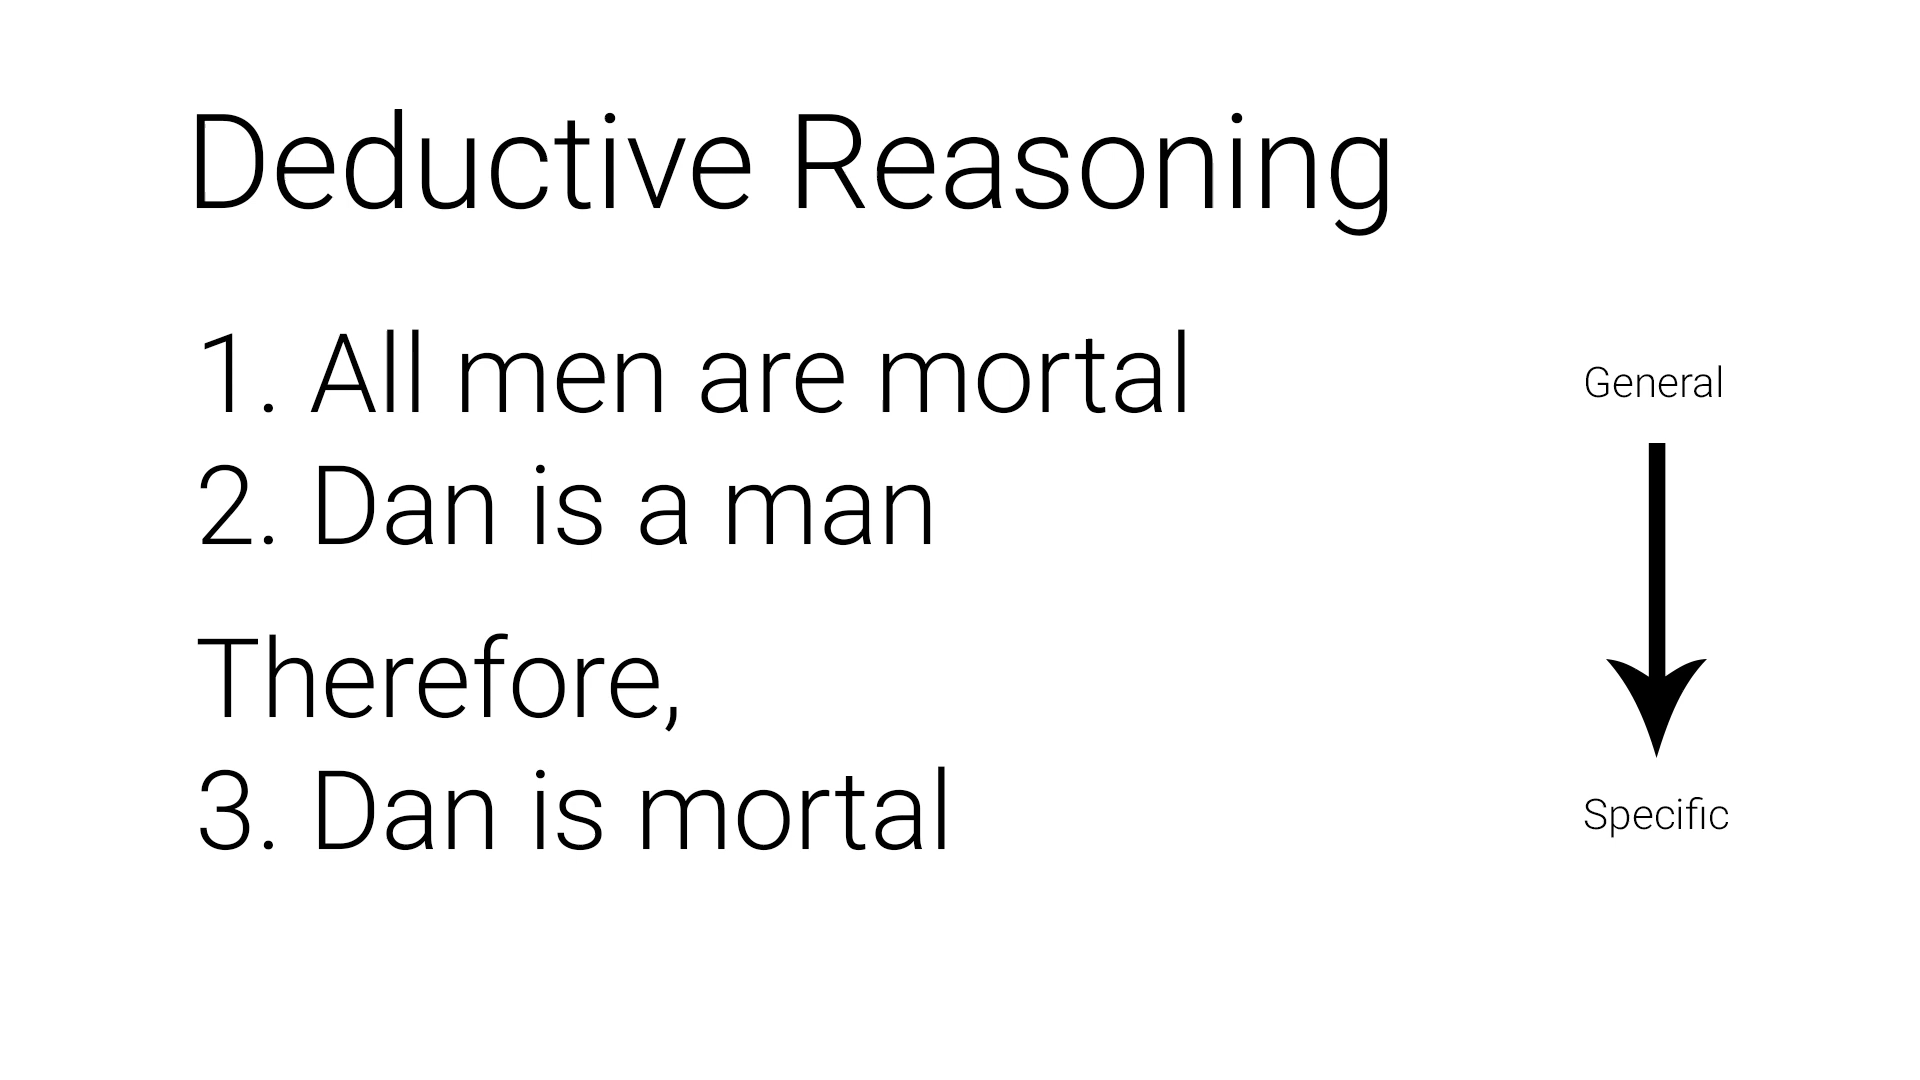 Deductive Reasoning
1. All men are mortal
2. Dan is a man
Therefore,
3. Dan is mortal
General
Specific